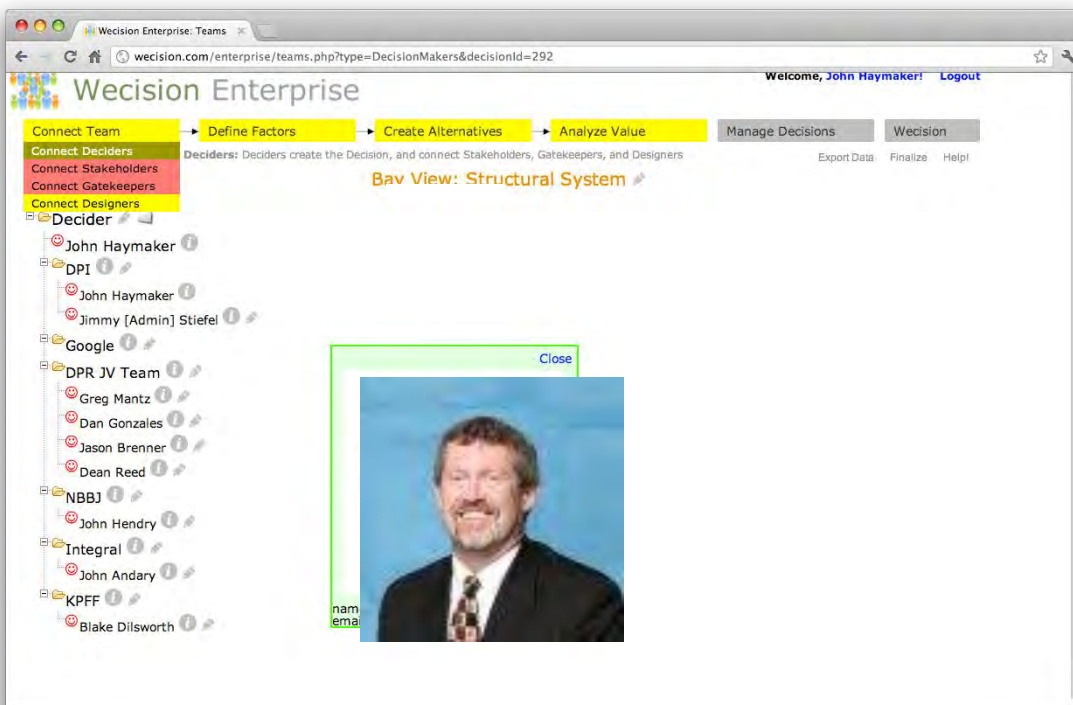 Wecision Enterprise: Teams
wecision.com/enterprise/teams.php?type=DecisionMakers&decisionId=292
Wecision Enterprise
Welcome, John Haymaker! Logout
Connect Team
Define Factors
Create Alternatives
Analyze Value
Manage Decisions
Wecision
Connect Deciders
Connect Stakeholders
Connect Gatekeepers
Connect Designers
Deciders: Deciders create the Decision, and connect Stakeholders, Gatekeepers, and Designers
Export Data Finalize Help!
Bay View: Structural System
Decider
John Haymaker
DPI
John Haymaker
Jimmy [Admin] Stiefel
Google
DPR JV Team
Greg Mantz
Dan Gonzales
Jason Brenner
Dean Reed
NBBJ
John Hendry
Integral
John Andary
KPFF
Blake Dilsworth
Close
nam
ema